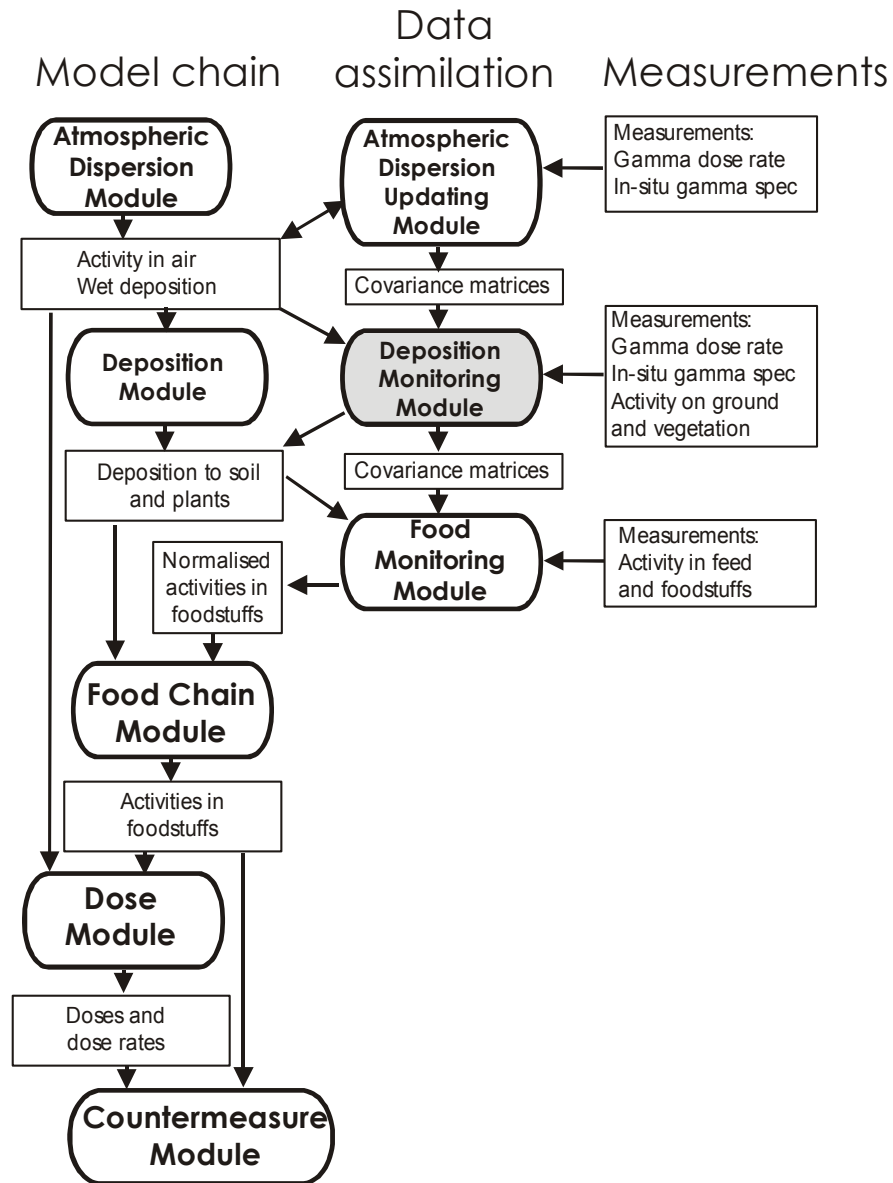 Model chain
Data
assimilation
Measurements
Atmospheric
Dispersion
Module
Atmospheric
Dispersion
Updating
Module
Measurements:
Gamma dose rate
In-situ gamma spec
Activity in air
Wet deposition
Covariance matrices
Deposition
Module
Deposition
Monitoring
Module
Measurements:
Gamma dose rate
In-situ gamma spec
Activity on ground
and vegetation
Deposition to soil
and plants
Covariance matrices
Food
Monitoring
Module
Measurements:
Activity in feed
and foodstuffs
Normalised
activities in
foodstuffs
Food Chain
Module
Activities in
foodstuffs
Dose
Module
Doses and
dose rates
Countermeasure
Module